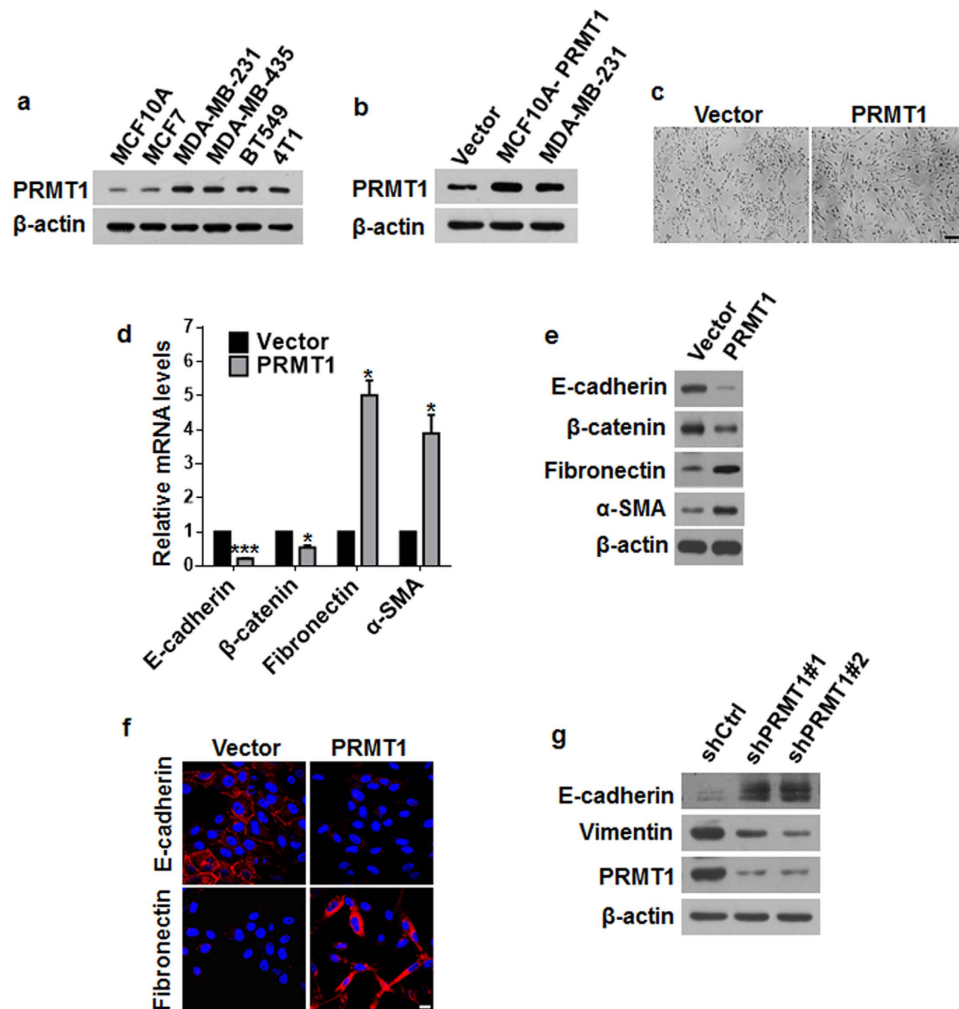 a
MCF10A
MCF7
MDA-MB-231
MDA-MB-435
BT549
4T1
PRMT1
β-actin
b
Vector
MCF10A- PRMT1
MDA-MB-231
PRMT1
β-actin
c
Vector PRMT1
d
Relative mRNA levels
7
6
5
4
3
2
1
0
Vector
PRMT1
***
*
*
*
E-cadherin
β-catenin
Fibronectin
α-SMA
e
Vector
PRMT1
E-cadherin
β-catenin
Fibronectin
α-SMA
β-actin
f
Vector PRMT1
E-cadherin
Fibronectin
g
shCtrl
shPRMT1#1
shPRMT1#2
E-cadherin
Vimentin
PRMT1
β-actin